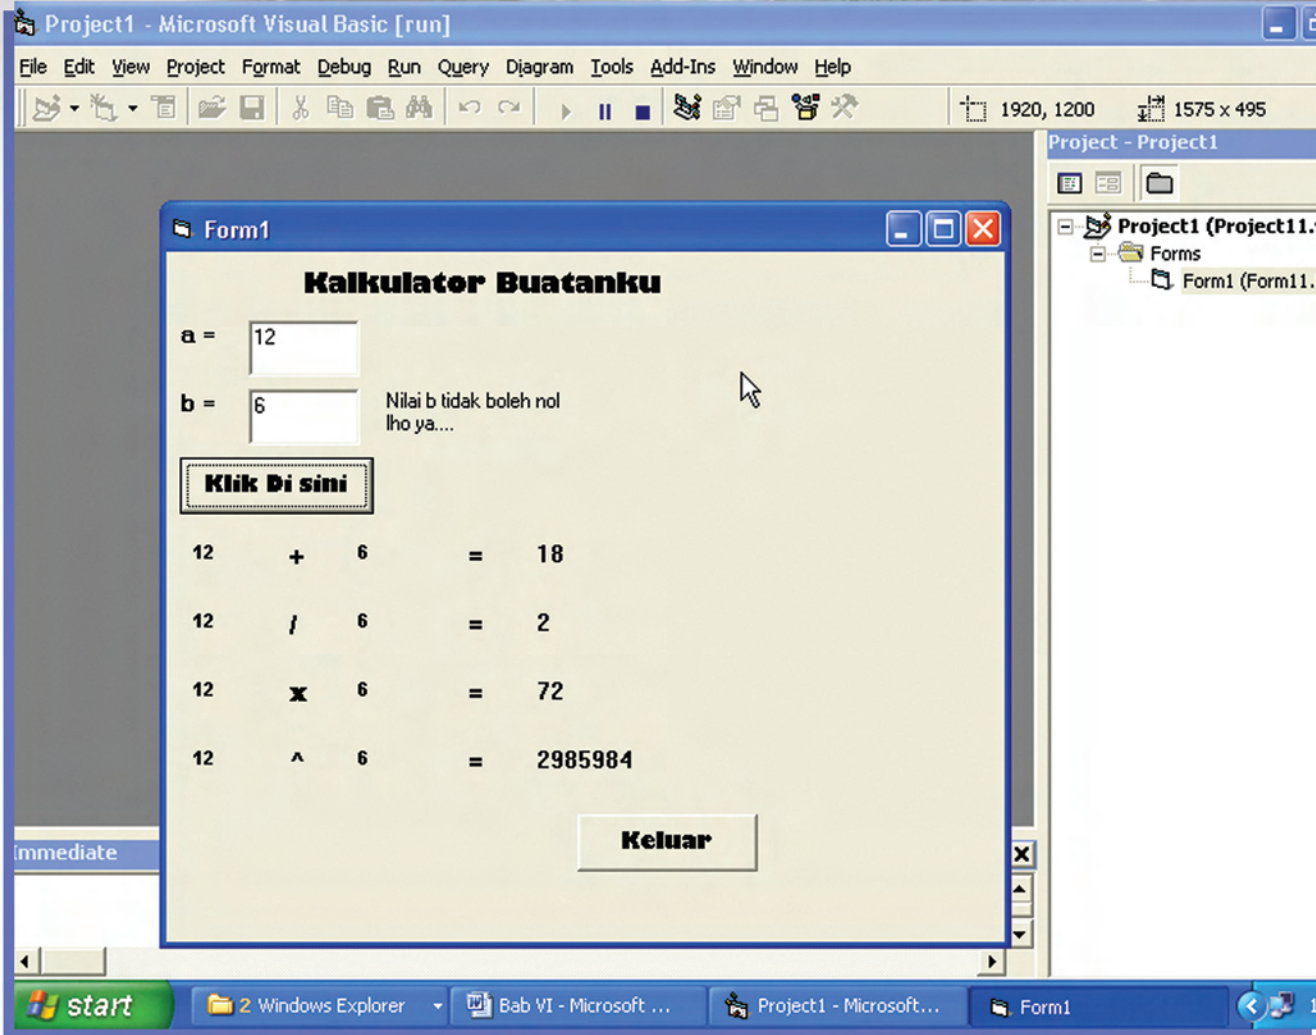 Project1 - Microsoft Visual Basic [run]
File Edit View Project Format Debug Run Query Diagram Tools Add-Ins Window Help
1920, 1200 1575 x 495
Project - Project1
Project1 (Project11.
Forms
Form1 (Form11.
Form1
Kalkulator Buatanku
a = 12
b = 6
Nilai b tidak boleh nol
lho ya....
Klik Di sini
12 + 6 = 18
12 / 6 = 2
12 x 6 = 72
12 ^ 6 = 2985984
Keluar
Immediate
start 2 Windows Explorer Bab VI - Microsoft ... Project1 - Microsoft... Form1